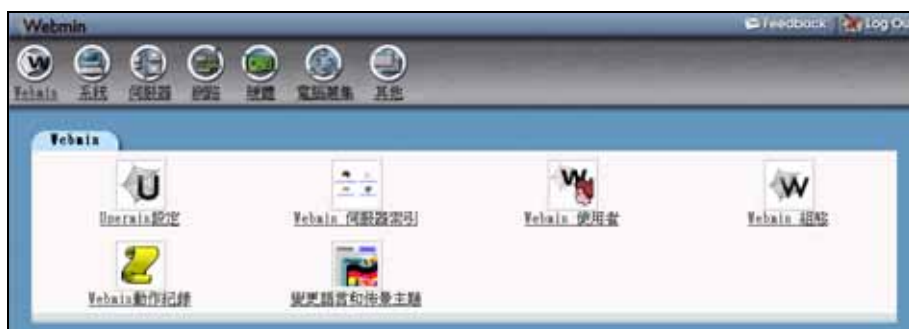 Webmin
Feedback Log Ou
Webmin 系統 伺服器 網路 硬體 電腦叢集 其他
Webmin
Usermin設定 Webmin 伺服器索引 Webmin 使用者 Webmin 組態
Webmin動作記錄 變更語言和佈景主題